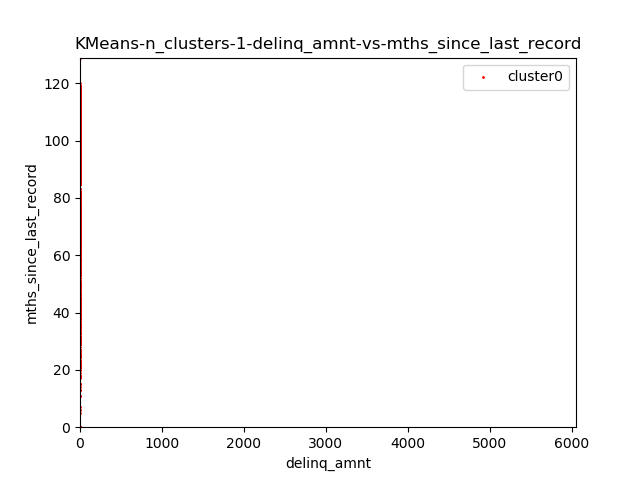 KMeans-n_clusters-1-delinq_amnt-vs-mths_since_last_record
cluster0
120
100
80
60
40
20
0
mths_since_last_record
0 1000 2000 3000 4000 5000 6000
delinq_amnt